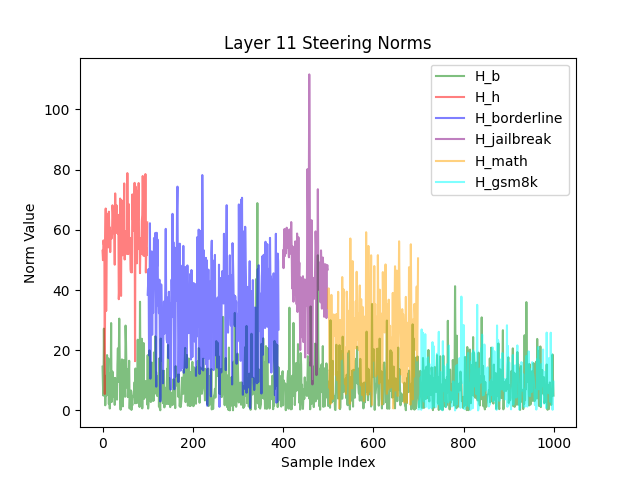 Layer 11 Steering Norms
Norm Value
100
80
60
40
20
0
H_b
H_h
H_borderline
H_jailbreak
H_math
H_gsm8k
0
200
400
600
800
1000
Sample Index